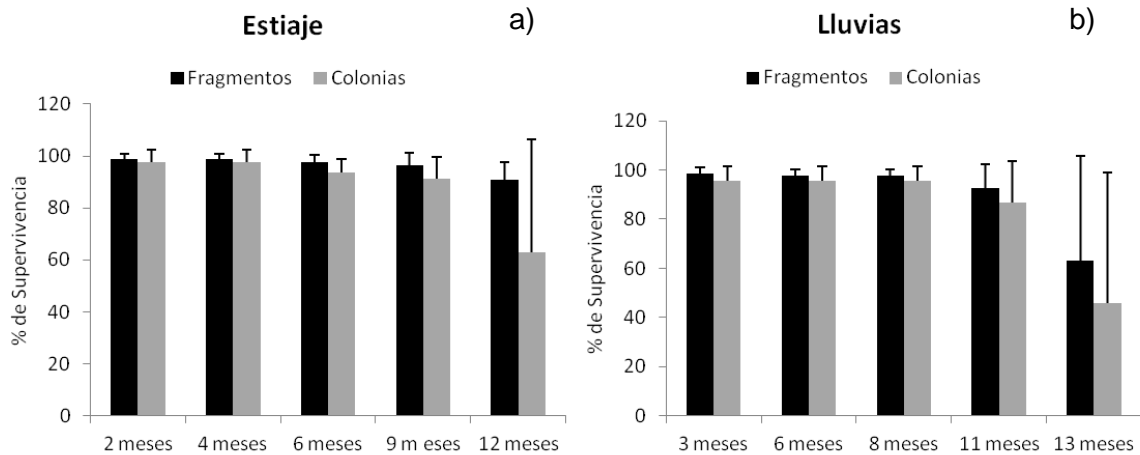 Estiaje a)
Fragmentos Colonias
120
100
80
60
40
20
0
% de Supervivencia
2 meses 4 meses 6 meses 9 m eses 12 meses
Lluvias b)
Fragmentos Colonias
120
100
80
60
40
20
0
% de Supervivencia
3 meses 6 meses 8 meses 11 meses 13 meses